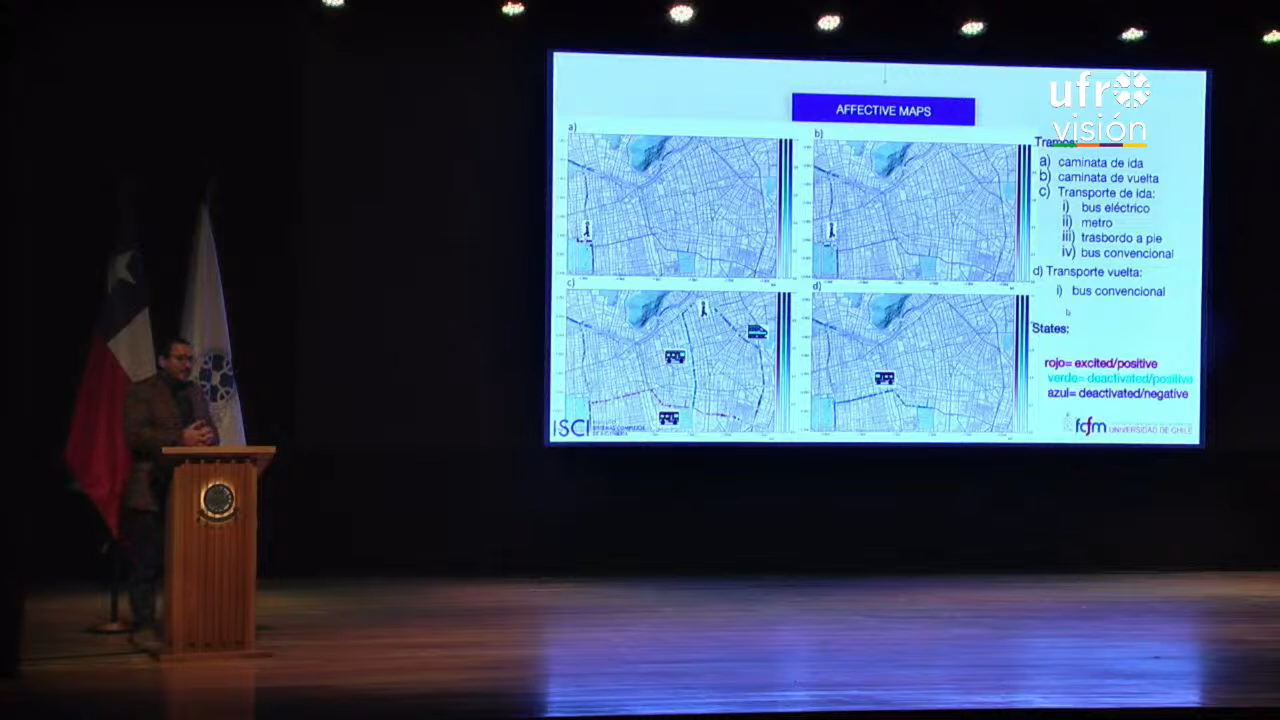 ufro
visión
AFFECTIVE MAPS
a)
b)
c)
d)
Tramos:
a) caminata de ida
b) caminata de vuelta
c) Transporte de ida:
i) bus eléctrico
ii) metro
iii) trasbordo a pie
iv) bus convencional
d) Transporte vuelta:
i) bus convencional
States:
rojo= excited/positive
verde= deactivated/positive
azul= deactivated/negative
ISCI
fcfm UNIVERSIDAD DE CHILE